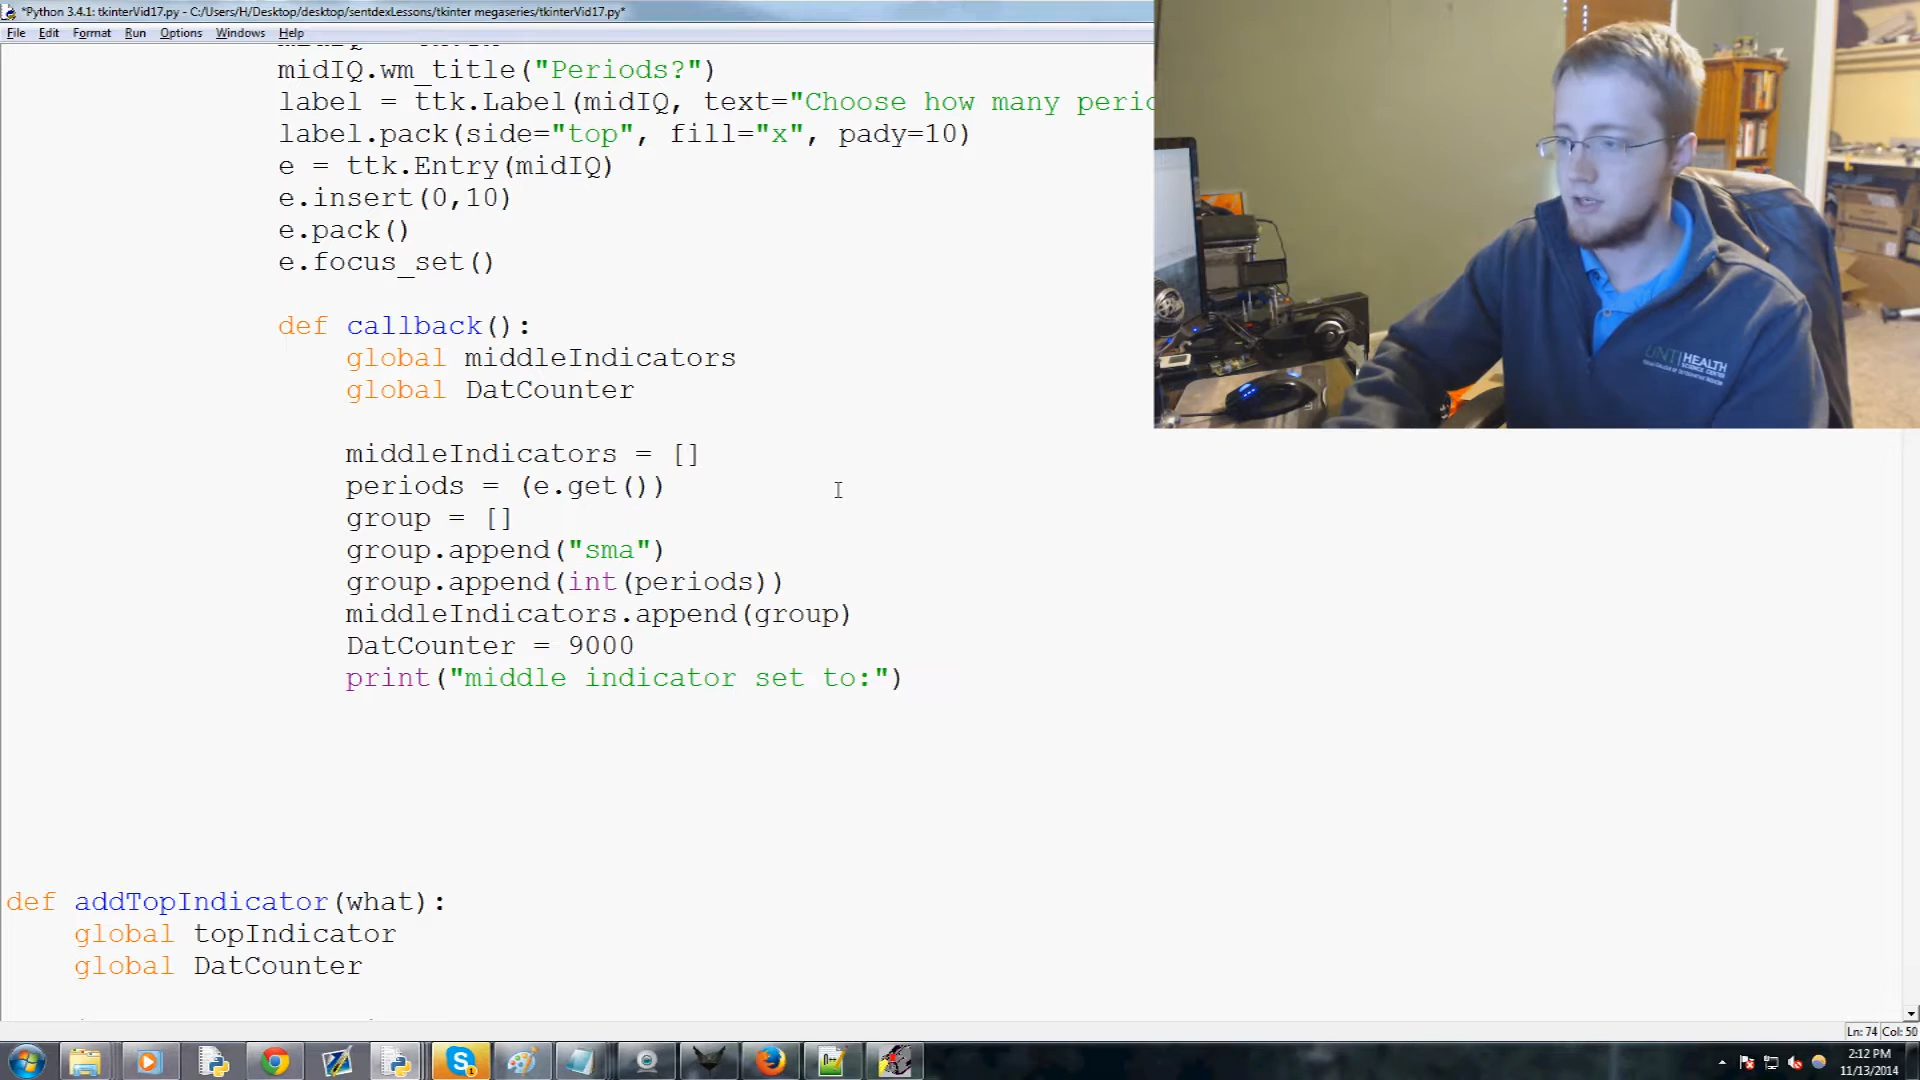 *Python 3.4.1: tkinterVid17.py - C:/Users/H/Desktop/desktop/sentdexLessons/tkinter megaseries/tkinterVid17.py*
File Edit Format Run Options Windows Help
midIQ.wm_title("Periods?")
label = ttk.Label(midIQ, text="Choose how many perio
label.pack(side="top", fill="x", pady=10)
e = ttk.Entry(midIQ)
e.insert(0,10)
e.pack()
e.focus_set()
def callback():
global middleIndicators
global DatCounter
middleIndicators = []
periods = (e.get())
group = []
group.append("sma")
group.append(int(periods))
middleIndicators.append(group)
DatCounter = 9000
print("middle indicator set to:")
def addTopIndicator(what):
global topIndicator
global DatCounter
UNT HEALTH
Ln: 74 Col: 50
2:12 PM
11/13/2014